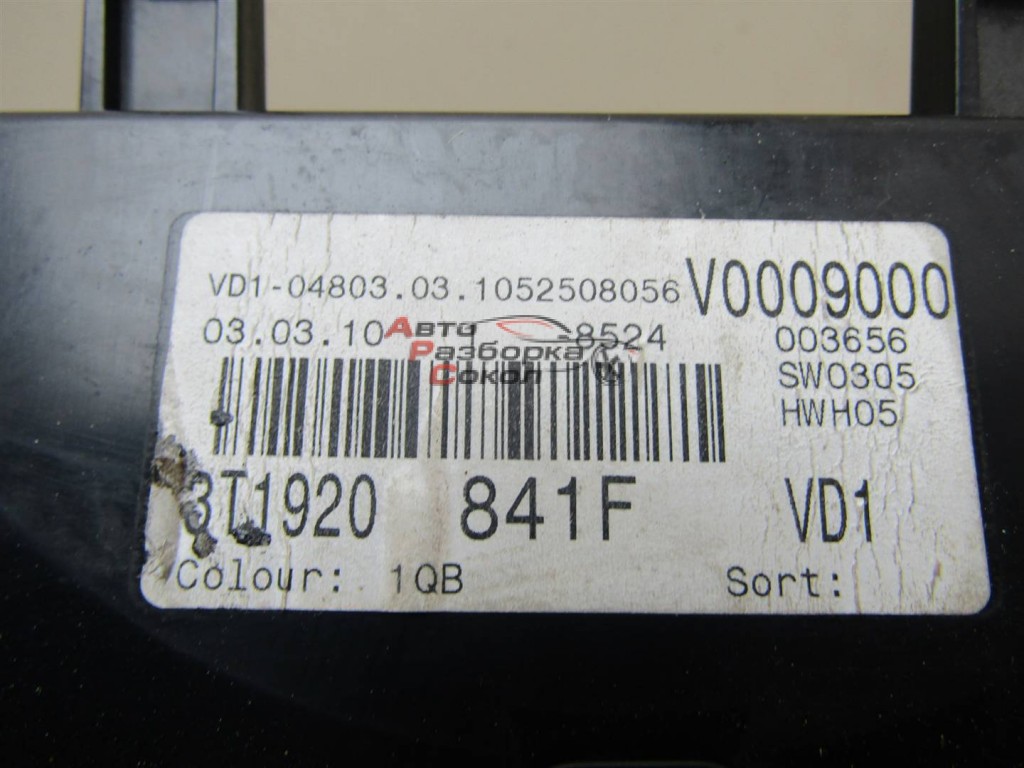 VD1-04803.03.1052508056 V0009000
03.03.10 -8524 003656
SW0305
HWH05
Авто
Разборка
Сокол
3T1920 841F VD1
Colour: 1QB Sort: